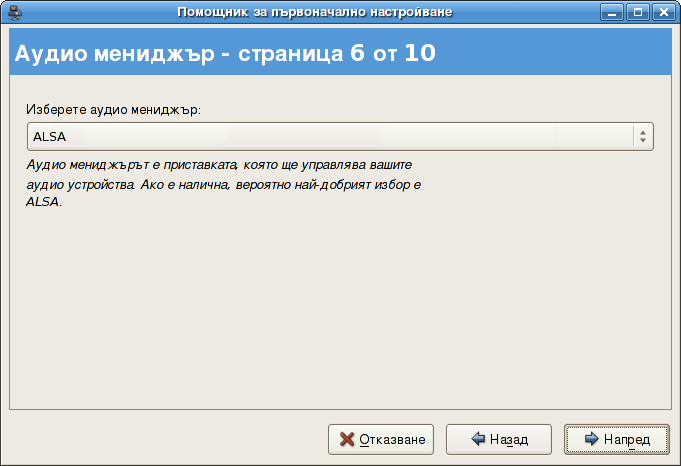 Помощник за първоначално настройване
Аудио мениджър - страница 6 от 10
Изберете аудио мениджър:
ALSA
Аудио мениджърът е приставката, която ще управлява вашите
аудио устройства. Ако е налична, вероятно най-добрият избор е
ALSA.
Отказване
Назад
Напред